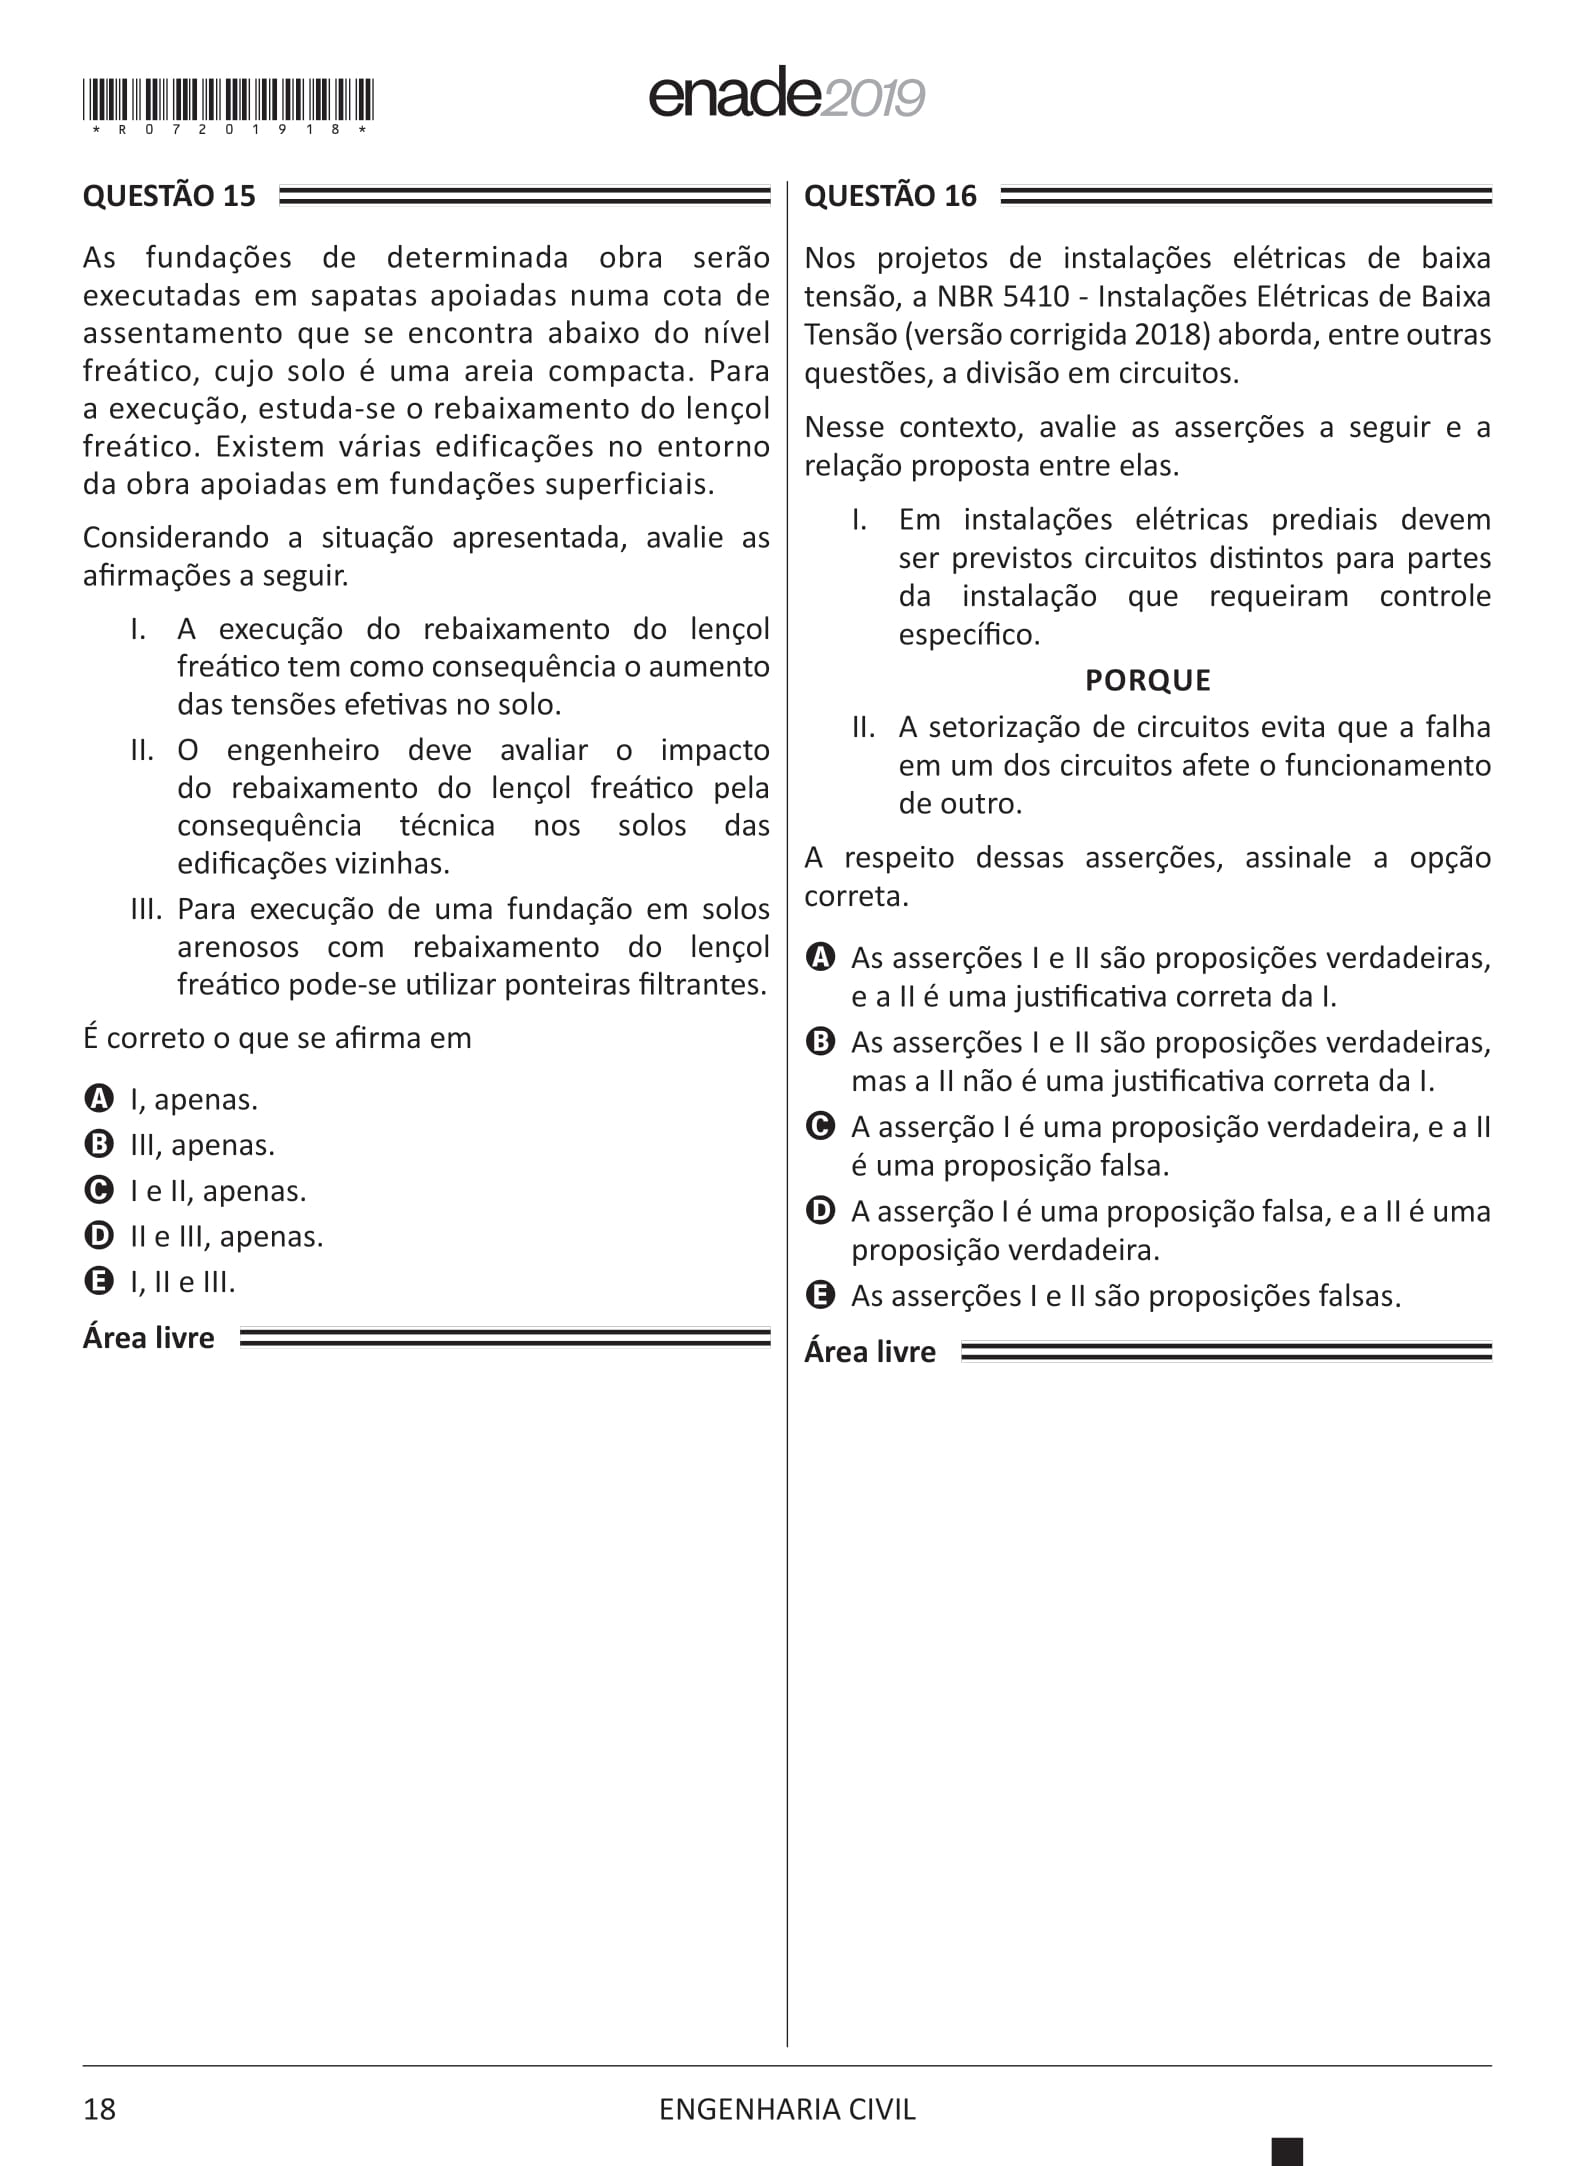 *R07201918*
enade2019
QUESTÃO 15
As fundações de determinada obra serão
executadas em sapatas apoiadas numa cota de
assentamento que se encontra abaixo do nível
freático, cujo solo é uma areia compacta. Para
a execução, estuda-se o rebaixamento do lençol
freático. Existem várias edificações no entorno
da obra apoiadas em fundações superficiais.
Considerando a situação apresentada, avalie as
afirmações a seguir.
I. A execução do rebaixamento do lençol
freático tem como consequência o aumento
das tensões efetivas no solo.
II. O engenheiro deve avaliar o impacto
do rebaixamento do lençol freático pela
consequência técnica nos solos das
edificações vizinhas.
III. Para execução de uma fundação em solos
arenosos com rebaixamento do lençol
freático pode-se utilizar ponteiras filtrantes.
É correto o que se afirma em
A I, apenas.
B III, apenas.
C I e II, apenas.
D II e III, apenas.
E I, II e III.
Área livre
QUESTÃO 16
Nos projetos de instalações elétricas de baixa
tensão, a NBR 5410 - Instalações Elétricas de Baixa
Tensão (versão corrigida 2018) aborda, entre outras
questões, a divisão em circuitos.
Nesse contexto, avalie as asserções a seguir e a
relação proposta entre elas.
I. Em instalações elétricas prediais devem
ser previstos circuitos distintos para partes
da instalação que requeiram controle
específico.
PORQUE
II. A setorização de circuitos evita que a falha
em um dos circuitos afete o funcionamento
de outro.
A respeito dessas asserções, assinale a opção
correta.
A As asserções I e II são proposições verdadeiras,
e a II é uma justificativa correta da I.
B As asserções I e II são proposições verdadeiras,
mas a II não é uma justificativa correta da I.
C A asserção I é uma proposição verdadeira, e a II
é uma proposição falsa.
D A asserção I é uma proposição falsa, e a II é uma
proposição verdadeira.
E As asserções I e II são proposições falsas.
Área livre
18
ENGENHARIA CIVIL